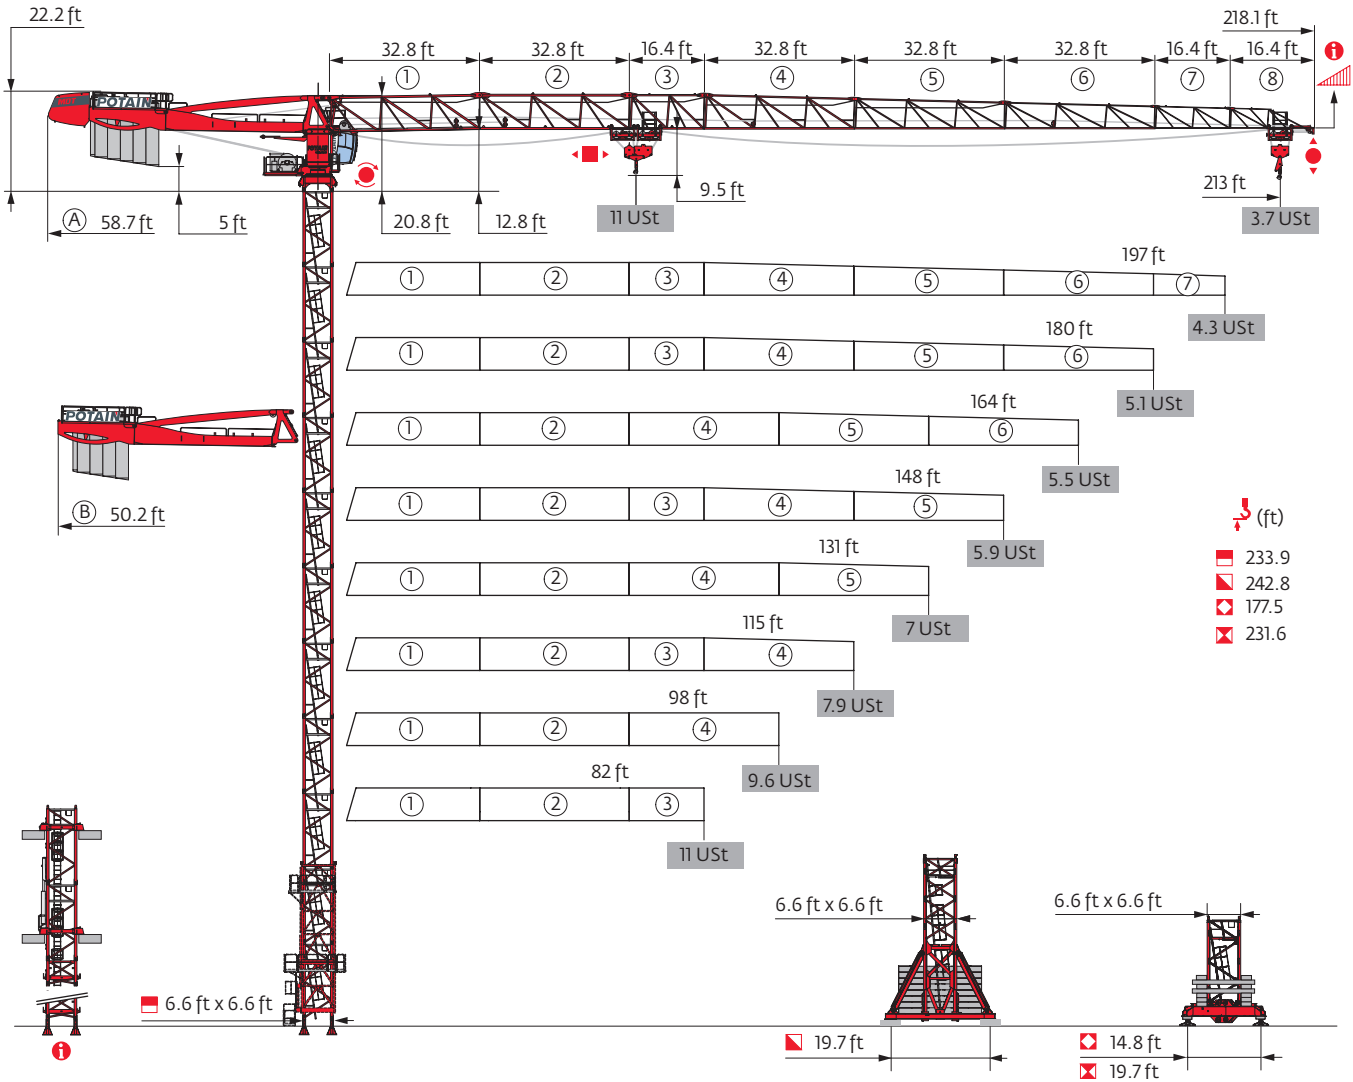 22.2 ft
218.1 ft
32.8 ft 32.8 ft 16.4 ft 32.8 ft 32.8 ft 32.8 ft 16.4 ft 16.4 ft
1 2 3 4 5 6 7 8
i
POTAIN
9.5 ft
213 ft
A 58.7 ft 5 ft 20.8 ft 12.8 ft
11 USt
3.7 USt
197 ft
1 2 3 4 5 6 7
4.3 USt
180 ft
1 2 3 4 5 6
5.1 USt
POTAIN
164 ft
1 2 4 5 6
5.5 USt
B 50.2 ft
148 ft
1 2 3 4 5
5.9 USt
(ft)
233.9
242.8
177.5
231.6
131 ft
1 2 4 5
7 USt
115 ft
1 2 3 4
7.9 USt
98 ft
1 2 4
9.6 USt
82 ft
1 2 3
11 USt
6.6 ft x 6.6 ft
6.6 ft x 6.6 ft
6.6 ft x 6.6 ft
i
19.7 ft
14.8 ft
19.7 ft